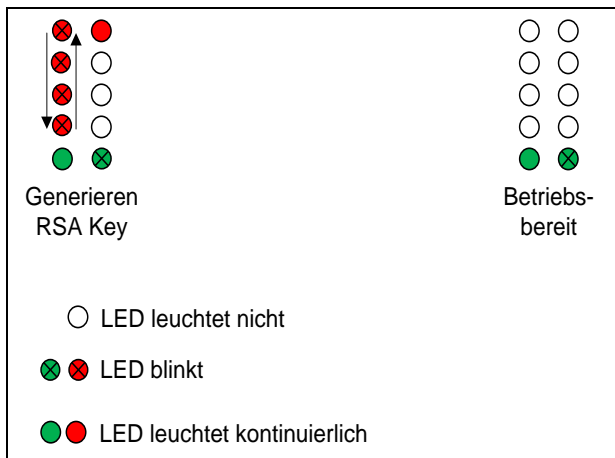 Generieren
RSA Key
Betriebs-
bereit
LED leuchtet nicht
LED blinkt
LED leuchtet kontinuierlich